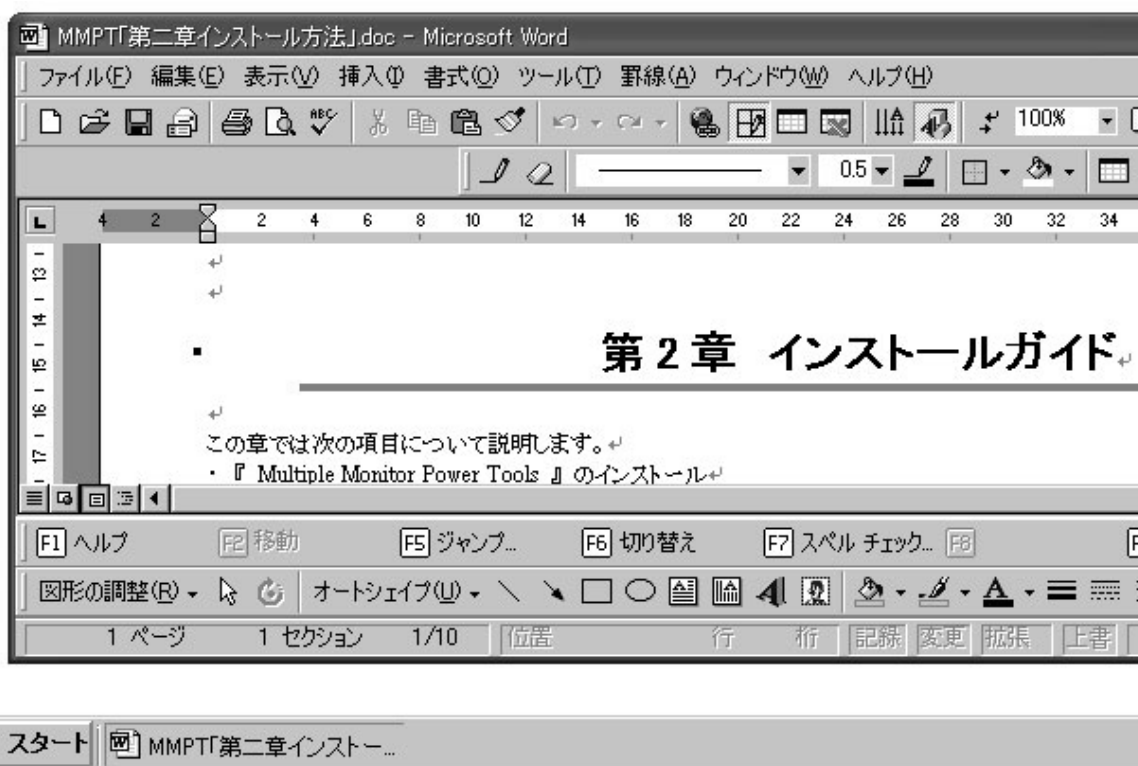 MMPT「第二章インストール方法」.doc - Microsoft Word
ファイル(F) 編集(E) 表示(V) 挿入(I) 書式(O) ツール(T) 罫線(A) ウィンドウ(W) ヘルプ(H)
ABC 100%
0.5
L 4 2 2 4 6 8 10 12 14 16 18 20 22 24 26 28 30 32 34
13
14
第 2 章 インストールガイド
15
16
この章では次の項目について説明します。
17
・『 Multiple Monitor Power Tools 』のインストール
F1 ヘルプ F2 移動 F5 ジャンプ... F6 切り替え F7 スペル チェック... F8
図形の調整(R) オートシェイプ(U)
1 ページ 1 セクション 1/10 位置 行 桁 記録 変更 拡張 上書
スタート MMPT「第二章インストー...